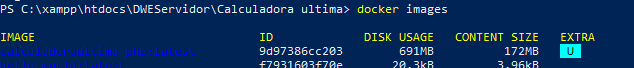 PS C:\xampp\htocs\DWEServidor\Calculadora ultima> docker images
IMAGE ID DISK USAGE CONTENT SIZE EXTRA
9d97386cc203 691MB 172MB U
f7931603f70e 20.3kB 3.96kB